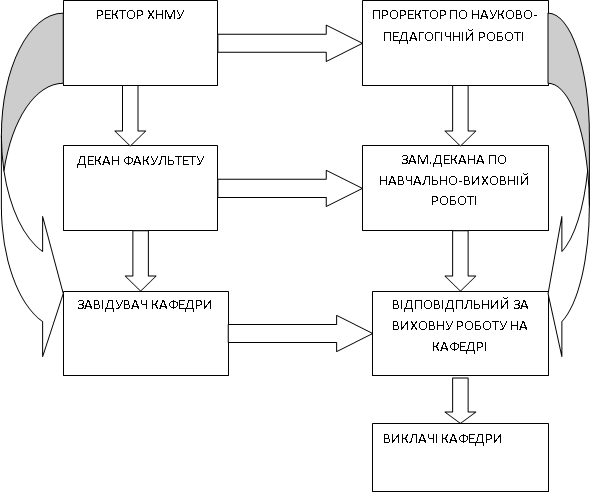 РЕКТОР ХНМУ
ПРОРЕКТОР ПО НАУКОВО-
ПЕДАГОГІЧНІЙ РОБОТІ
ДЕКАН ФАКУЛЬТЕТУ
ЗАМ.ДЕКАНА ПО
НАВЧАЛЬНО-ВИХОВНІЙ
РОБОТІ
ЗАВІДУВАЧ КАФЕДРИ
ВІДПОВІДПЛЬНИЙ ЗА
ВИХОВНУ РОБОТУ НА
КАФЕДРІ
ВИКЛАЧІ КАФЕДРИ